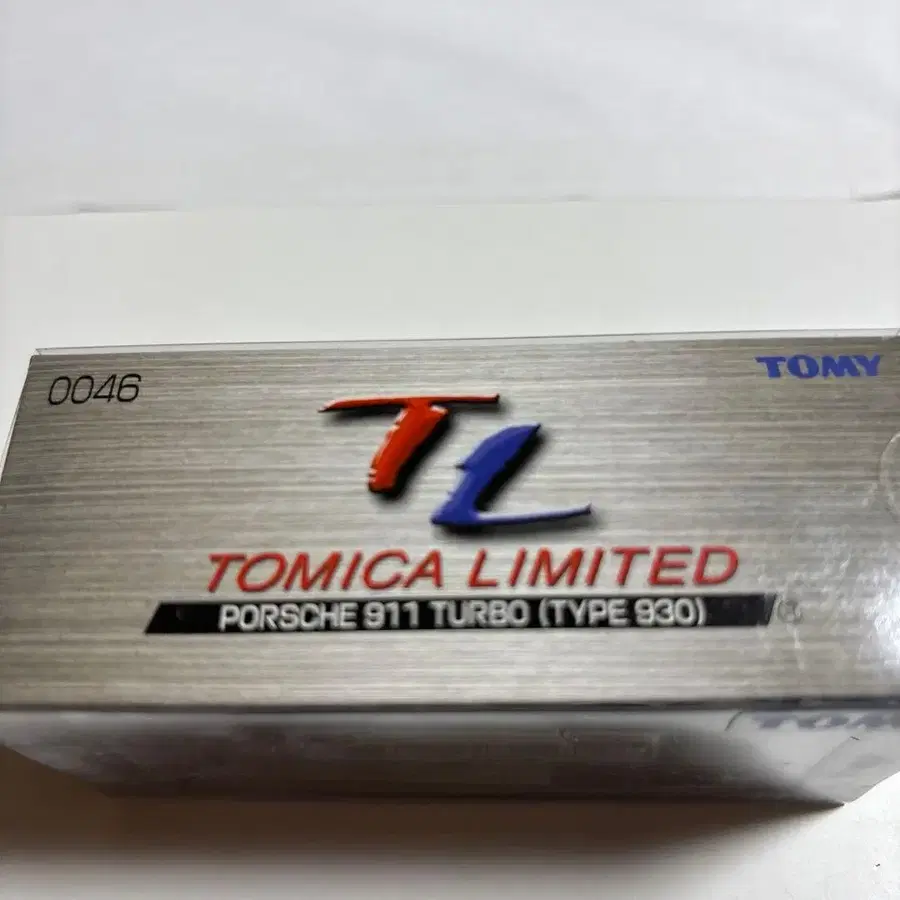 0046
TOMY
TL
TOMICA LIMITED
PORSCHE 911 TURBO (TYPE 930)
®